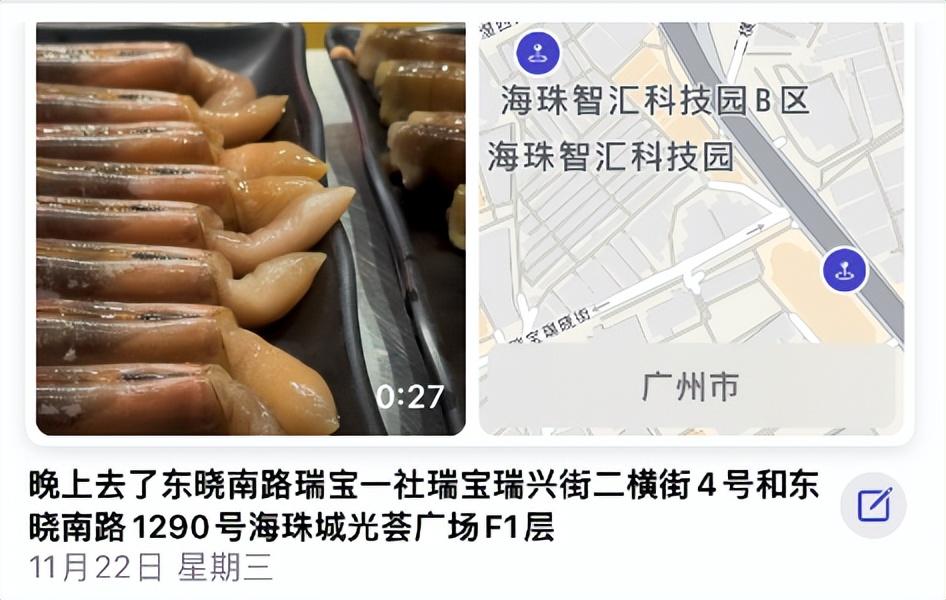 海珠智汇科技园B区
海珠智汇科技园
广州市
0:27
晚上去了东晓南路瑞宝一社瑞宝瑞兴街二横街4号和东
晓南路1290号海珠城光荟广场F1层
11月22日 星期三